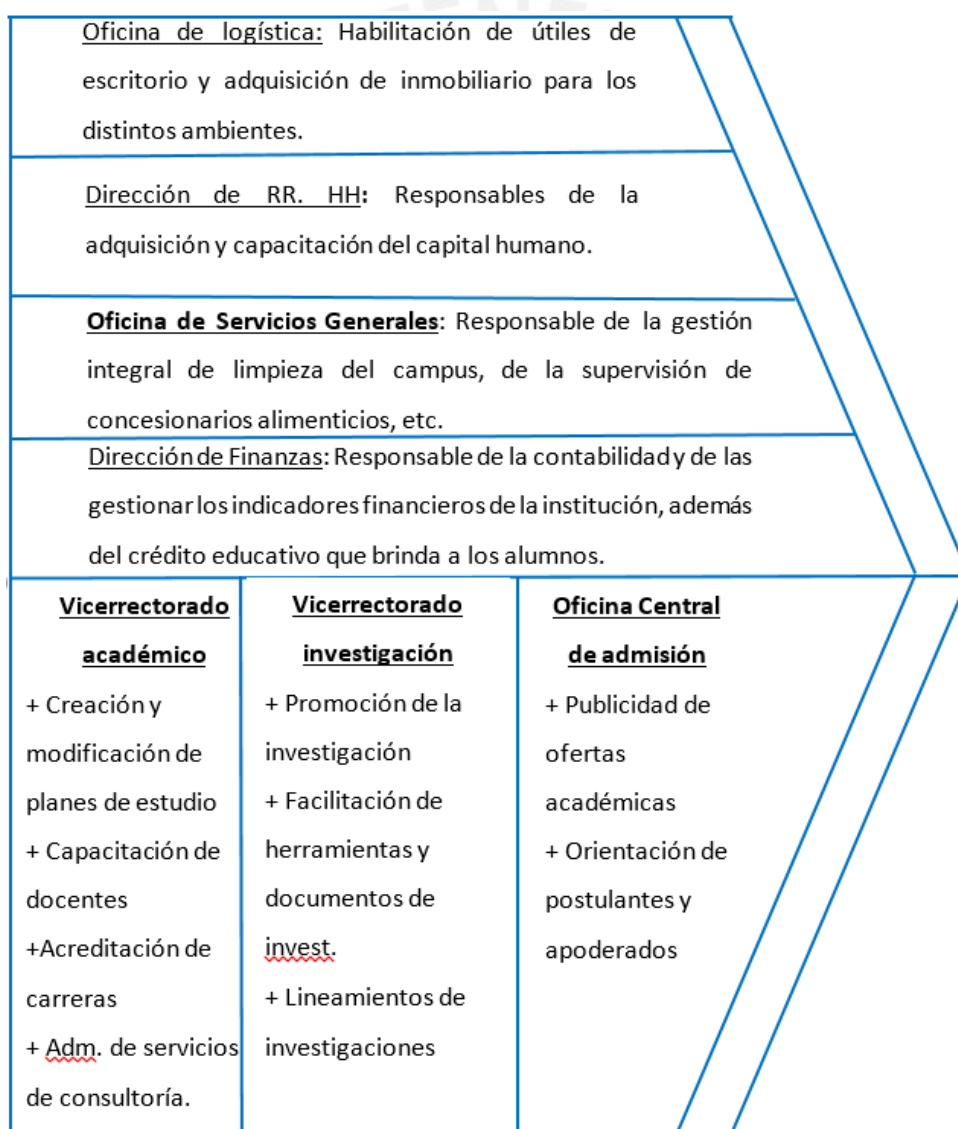 Oficina de logística: Habilitación de útiles de
escritorio y adquisición de inmobiliario para los
distintos ambientes.
Dirección de RR. HH: Responsables de la
adquisición y capacitación del capital humano.
Oficina de Servicios Generales: Responsable de la gestión
integral de limpieza del campus, de la supervisión de
concesionarios alimenticios, etc.
Dirección de Finanzas: Responsable de la contabilidad y de las
gestionar los indicadores financieros de la institución, además
del crédito educativo que brinda a los alumnos.
Vicerrectorado
académico
+ Creación y
modificación de
planes de estudio
+ Capacitación de
docentes
+Acreditación de
carreras
+ Adm. de servicios
de consultoría.
Vicerrectorado
investigación
+ Promoción de la
investigación
+ Facilitación de
herramientas y
documentos de
invest.
+ Lineamientos de
investigaciones
Oficina Central
de admisión
+ Publicidad de
ofertas
académicas
+ Orientación de
postulantes y
apoderados